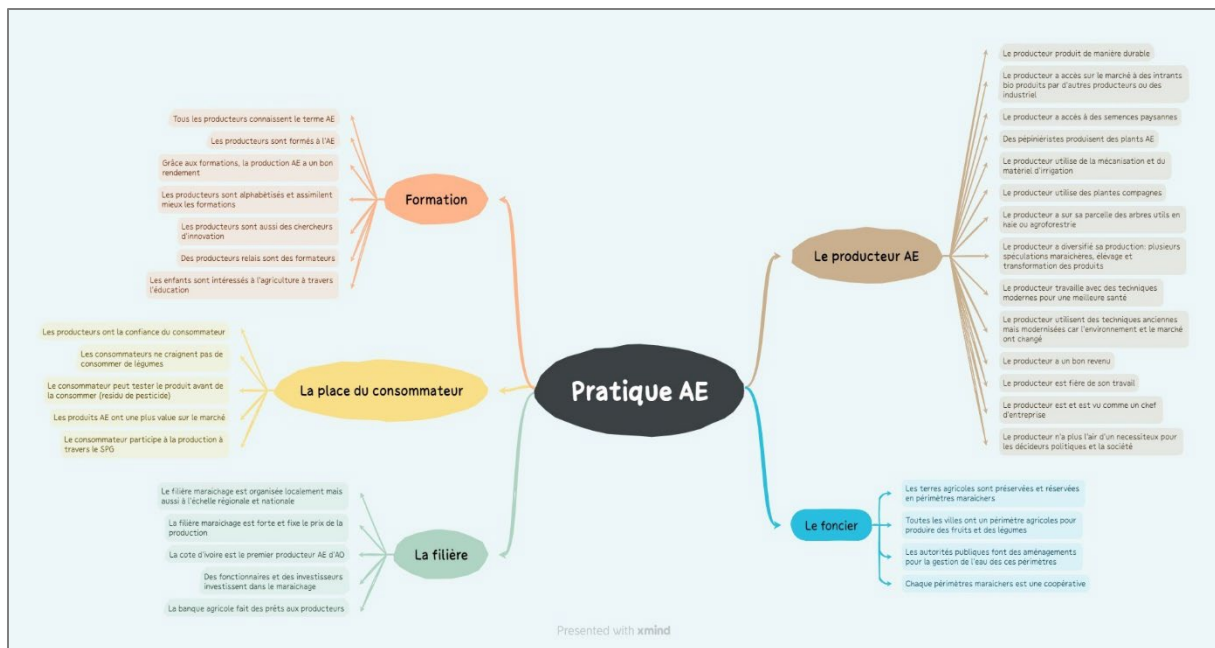 Pratique AE
Formation
Tous les producteurs connaissent le terme AE
Les producteurs sont formés à l'AE
Grâce aux formations, la production AE a un bon
rendement
Les producteurs sont alphabètisés et assimilent
mieux les formations
Les producteurs sont aussi des chercheurs
d'innovation
Des producteurs relais sont des formateurs
Les enfants sont intéressés à l'agriculture à travers
l'éducation
La place du consommateur
Les producteurs ont la confiance du consommateur
Les consommateurs ne craignent pas de
consommer de légumes
Le consommateur peut tester le produit avant de
la consommer (residu de pesticide)
Les produits AE ont une plus value sur le marché
Le consommateur participe à la production à
travers le SPG
La filière
Le filière maraichage est organisée localement mais
aussi à l'échelle régionale et nationale
La filière maraichage est forte et fixe le prix de la
production
La cote d'ivoire est le premier producteur AE d'AO
Des fonctionnaires et des investisseurs
investissent dans le maraichage
La banque agricole fait des prêts aux producteurs
Le producteur AE
Le producteur produit de manière durable
Le producteur a accès sur le marché à des intrants
bio produits par d'autres producteurs ou des
industriel
Le producteur a accès à des semences paysannes
Des pépiniéristes produisent des plants AE
Le producteur utilise de la mécanisation et du
matériel d'irrigation
Le producteur utilise des plantes compagnes
Le producteur a sur sa parcelle des arbres utils en
haie ou agroforestrie
Le producteur a diversifié sa production: plusieurs
spéculations maraichères, élevage et
transformation des produits
Le producteur travaille avec des techniques
modernes pour une meilleure santé
Le producteur utilisent des techniques anciennes
mais modernisées car l'environnement et le marché
ont changé
Le producteur a un bon revenu
Le producteur est fière de son travail
Le producteur est et est vu comme un chef
d'entreprise
Le producteur n'a plus l'air d'un necessiteux pour
les décideurs politiques et la société
Le foncier
Les terres agricoles sont préservées et réservées
en périmètres maraichers
Toutes les villes ont un périmètre agricoles pour
produire des fruits et des légumes
Les autorités publiques font des aménagements
pour la gestion de l'eau des ces périmètres
Chaque périmètres maraichers est une coopérative
Presented with xmind